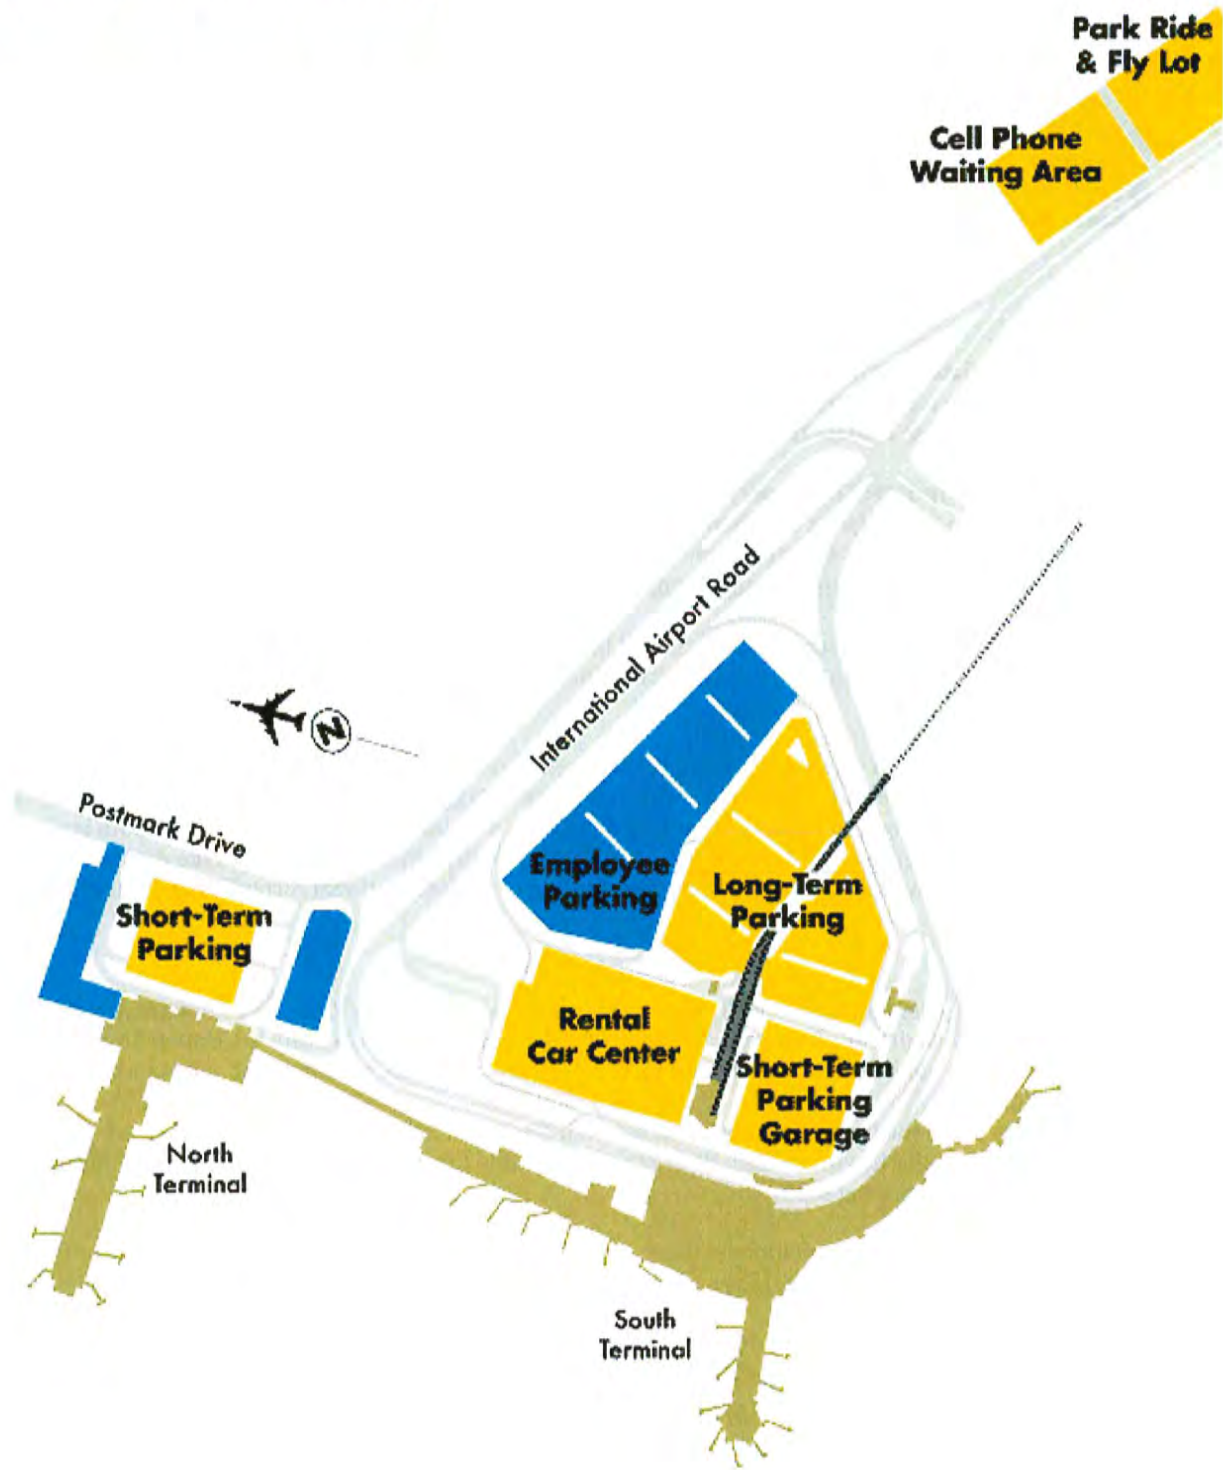 Park Ride
& Fly Lot
Cell Phone
Waiting Area
International Airport Road
N
Postmark Drive
Employee
Parking
Long-Term
Parking
Short-Term
Parking
Rental
Car Center
Short-Term
Parking
Garage
North
Terminal
South
Terminal